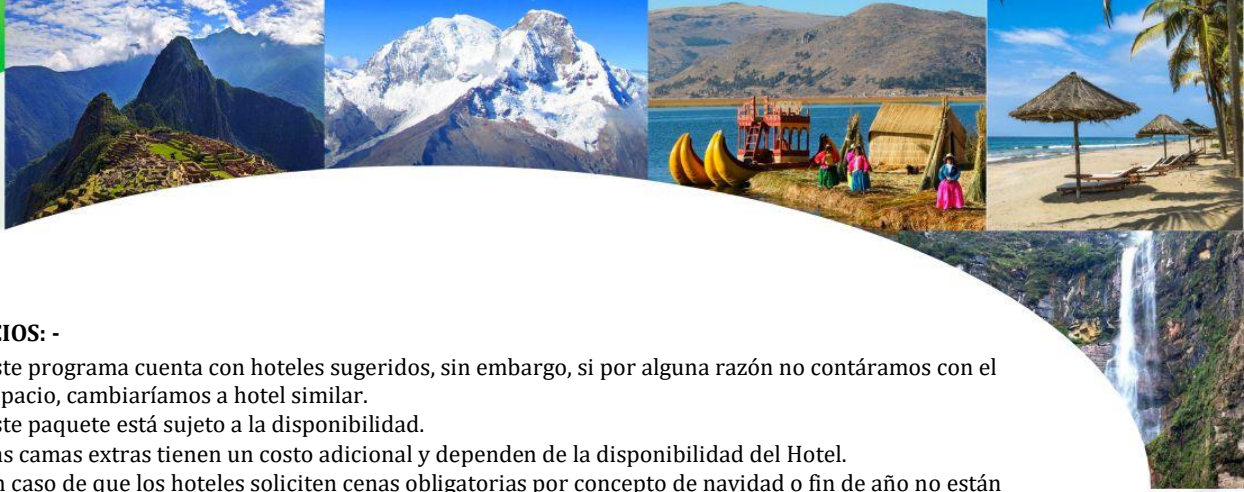 CIOS: -
ste programa cuenta con hoteles sugeridos, sin embargo, si por alguna razón no contáramos con el
pacio, cambiaríamos a hotel similar.
ste paquete está sujeto a la disponibilidad.
as camas extras tienen un costo adicional y dependen de la disponibilidad del Hotel.
n caso de que los hoteles soliciten cenas obligatorias por concepto de navidad o fin de año no están